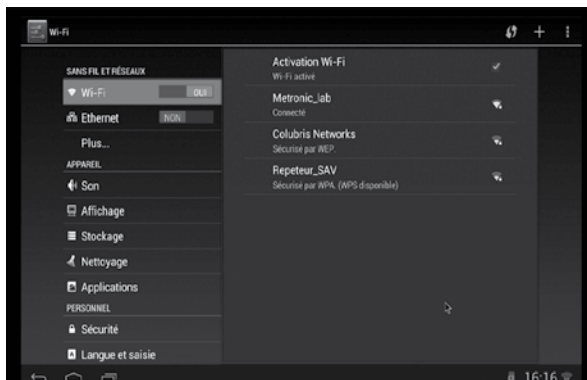 Wi-Fi
SANS FIL ET RÉSEAUX
Wi-Fi OUI
Ethernet NON
Plus...
APPAREIL
Son
Affichage
Stockage
Nettoyage
Applications
PERSONNEL
Sécurité
Langue et saisie
Activation Wi-Fi
Wi-Fi activé
Metronic_lab
Connecté
Colubris Networks
Sécurisé par WEP.
Repeteur_SAV
Sécurisé par WPA. (WPS disponible)
16:16